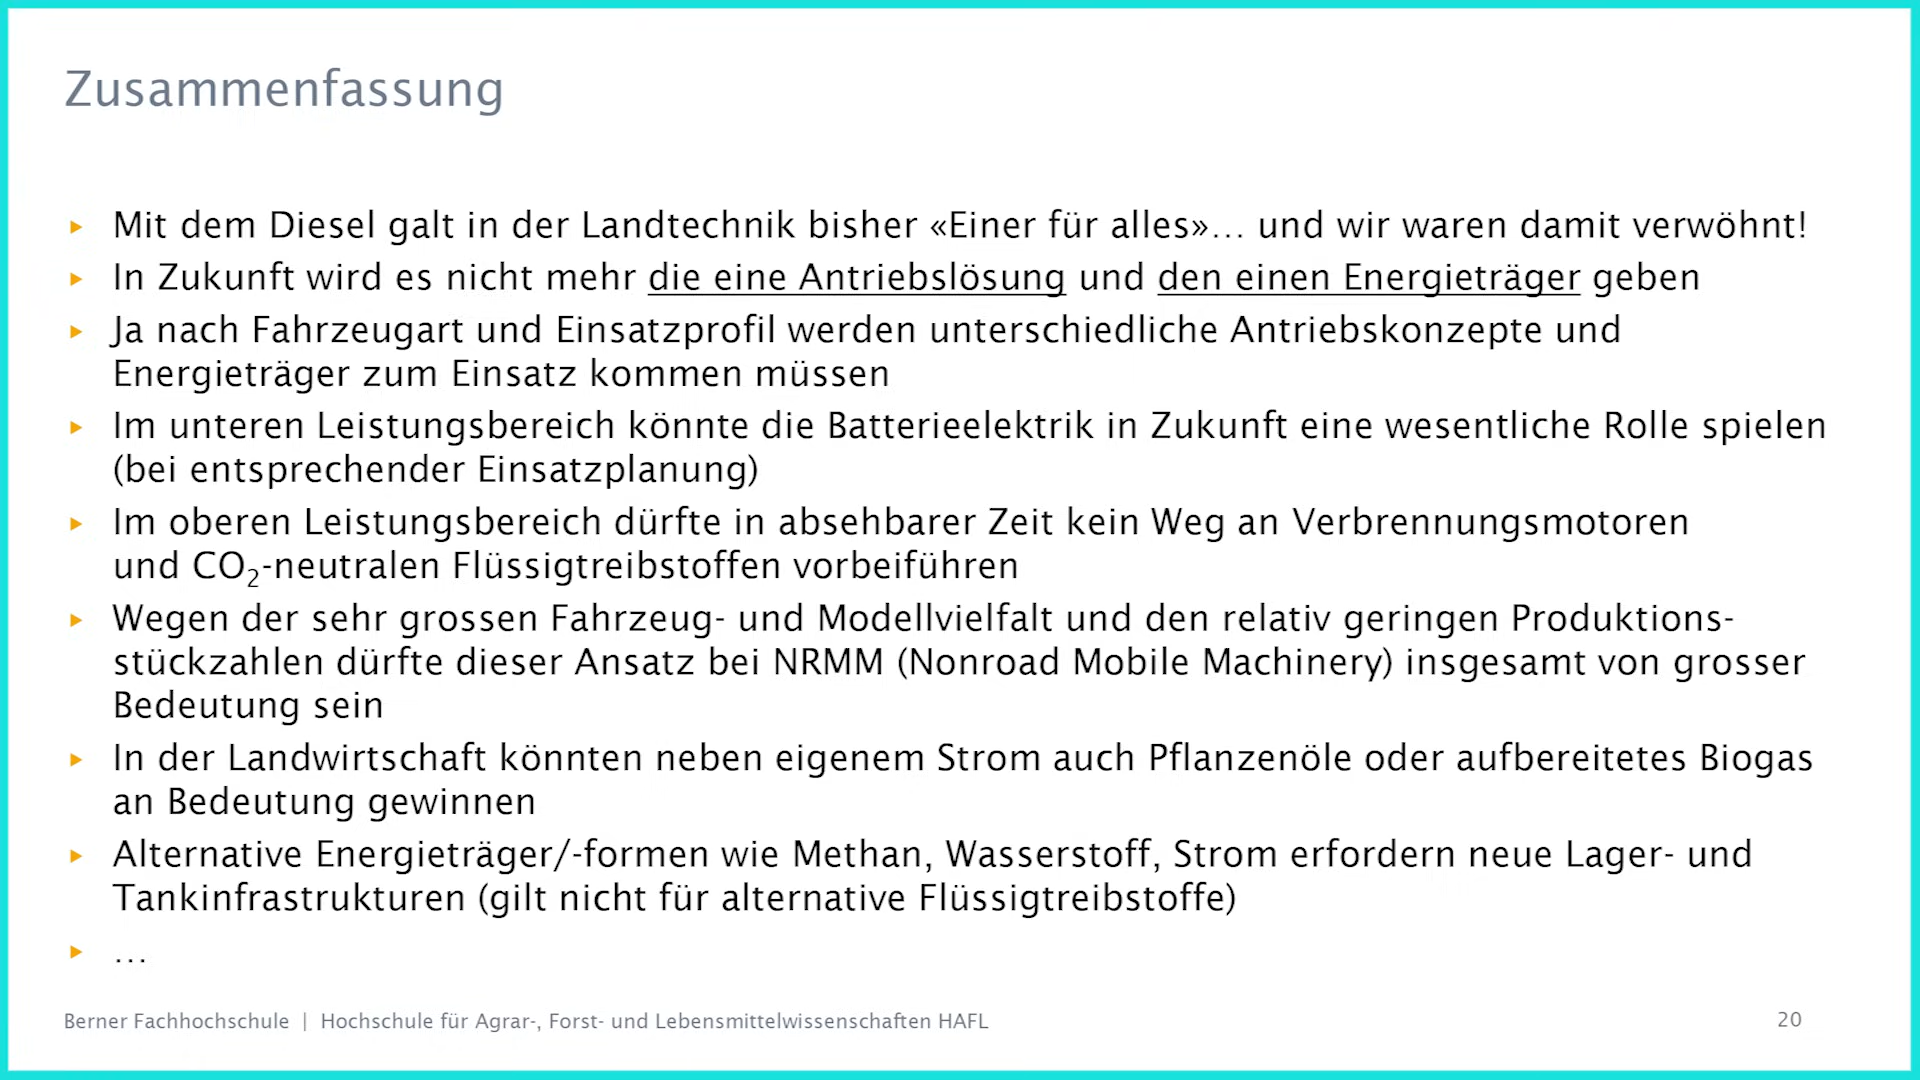 Zusammenfassung
▸ Mit dem Diesel galt in der Landtechnik bisher «Einer für alles»... und wir waren damit verwöhnt!
▸ In Zukunft wird es nicht mehr die eine Antriebslösung und den einen Energieträger geben
▸ Ja nach Fahrzeugart und Einsatzprofil werden unterschiedliche Antriebskonzepte und
Energieträger zum Einsatz kommen müssen
▸ Im unteren Leistungsbereich könnte die Batterieelektrik in Zukunft eine wesentliche Rolle spielen
(bei entsprechender Einsatzplanung)
▸ Im oberen Leistungsbereich dürfte in absehbarer Zeit kein Weg an Verbrennungsmotoren
und CO₂-neutralen Flüssigtreibstoffen vorbeiführen
▸ Wegen der sehr grossen Fahrzeug- und Modellvielfalt und den relativ geringen Produktions-
stückzahlen dürfte dieser Ansatz bei NRMM (Nonroad Mobile Machinery) insgesamt von grosser
Bedeutung sein
▸ In der Landwirtschaft könnten neben eigenem Strom auch Pflanzenöle oder aufbereitetes Biogas
an Bedeutung gewinnen
▸ Alternative Energieträger/-formen wie Methan, Wasserstoff, Strom erfordern neue Lager- und
Tankinfrastrukturen (gilt nicht für alternative Flüssigtreibstoffe)
▸ ...
Berner Fachhochschule | Hochschule für Agrar-, Forst- und Lebensmittelwissenschaften HAFL
20